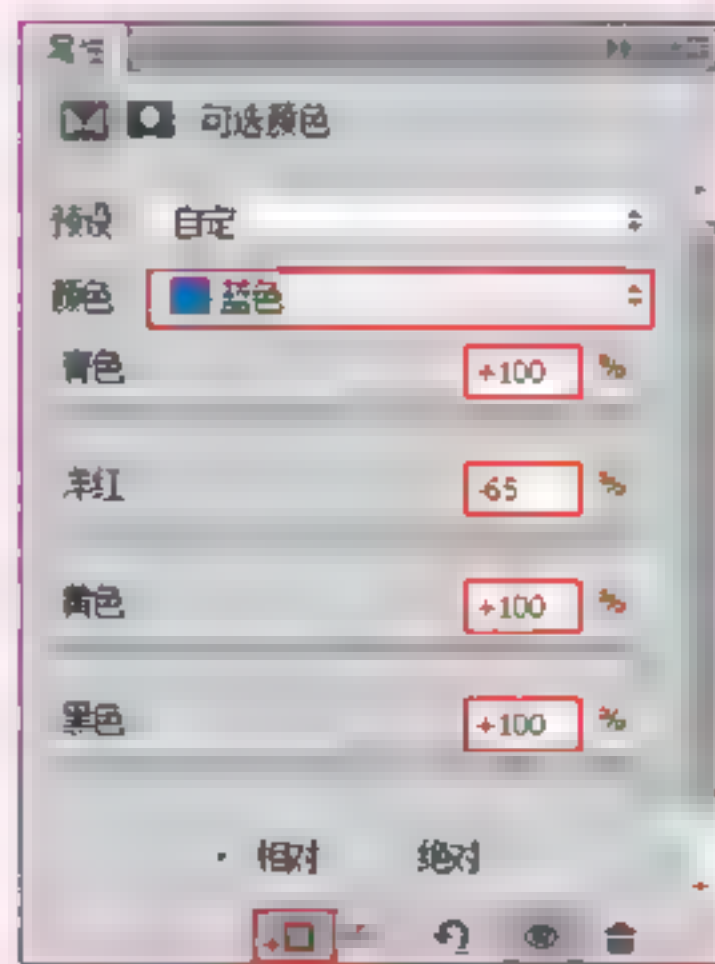 属性
可选颜色
预设 自定
颜色 蓝色
青色 +100 %
洋红 -65 %
黄色 +100 %
黑色 +100 %
相对 绝对